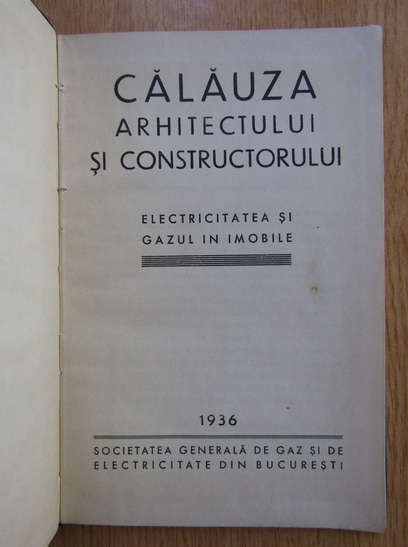 CĂLĂUZA
ARHITECTULUI
ȘI CONSTRUCTORULUI
ELECTRICITATEA ȘI
GAZUL IN IMOBILE
1936
SOCIETATEA GENERALĂ DE GAZ ȘI DE
ELECTRICITATE DIN BUCUREȘTI